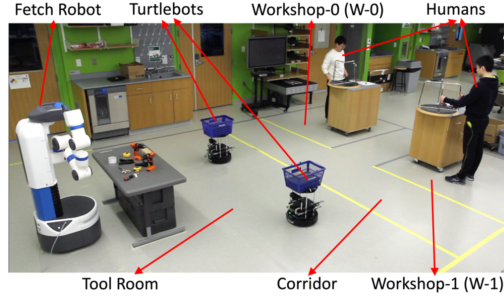 Fetch Robot
Turtlebots
Workshop-0 (W-0)
Humans
Tool Room
Corridor
Workshop-1 (W-1)